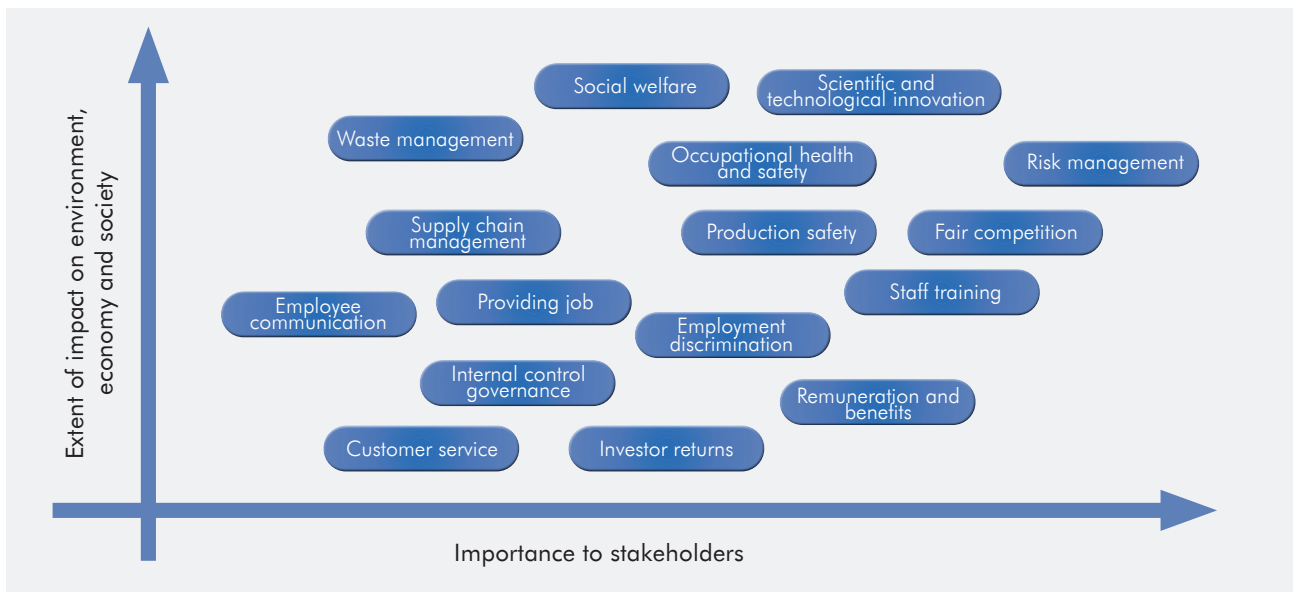 Extent of impact on environment,
economy and society
Social welfare
Scientific and
technological innovation
Waste management
Occupational health
and safety
Risk management
Supply chain
management
Production safety
Fair competition
Staff training
Employee
communication
Providing job
Employment
discrimination
Internal control
governance
Remuneration and
benefits
Customer service
Investor returns
Importance to stakeholders